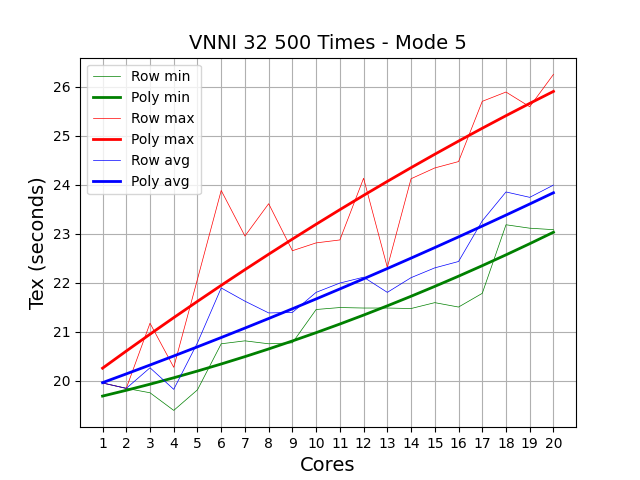 VNNI 32 500 Times - Mode 5
Row min
Poly min
Row max
Poly max
Row avg
Poly avg
26
25
24
23
22
21
20
Tex (seconds)
1 2 3 4 5 6 7 8 9 10 11 12 13 14 15 16 17 18 19 20
Cores